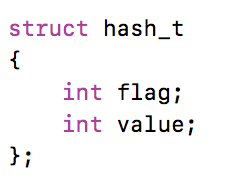 struct hash_t
{
    int flag;
    int value;
};